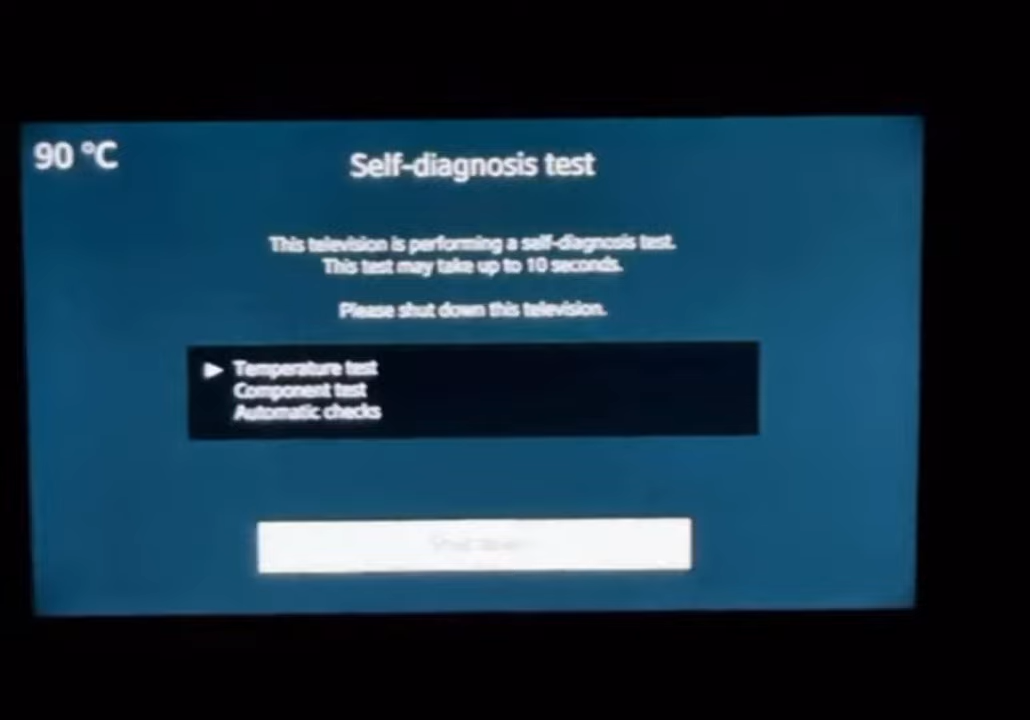 90 °C
Self-diagnosis test
This television is performing a self-diagnosis test.
This test may take up to 10 seconds.
Please shut down this television.
▶ Temperature test
Component test
Automatic checks